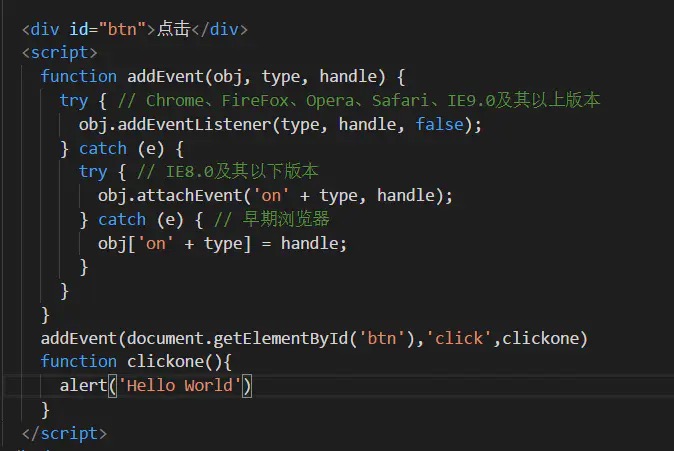 <div id="btn">点击</div>
<script>
function addEvent(obj, type, handle) {
try { // Chrome、FireFox、Opera、Safari、IE9.0及其以上版本
obj.addEventListener(type, handle, false);
} catch (e) {
try { // IE8.0及其以下版本
obj.attachEvent('on' + type, handle);
} catch (e) { // 早期浏览器
obj['on' + type] = handle;
}
}
}
addEvent(document.getElementById('btn'),'click',clickone)
function clickone(){
alert('Hello World')
}
</script>